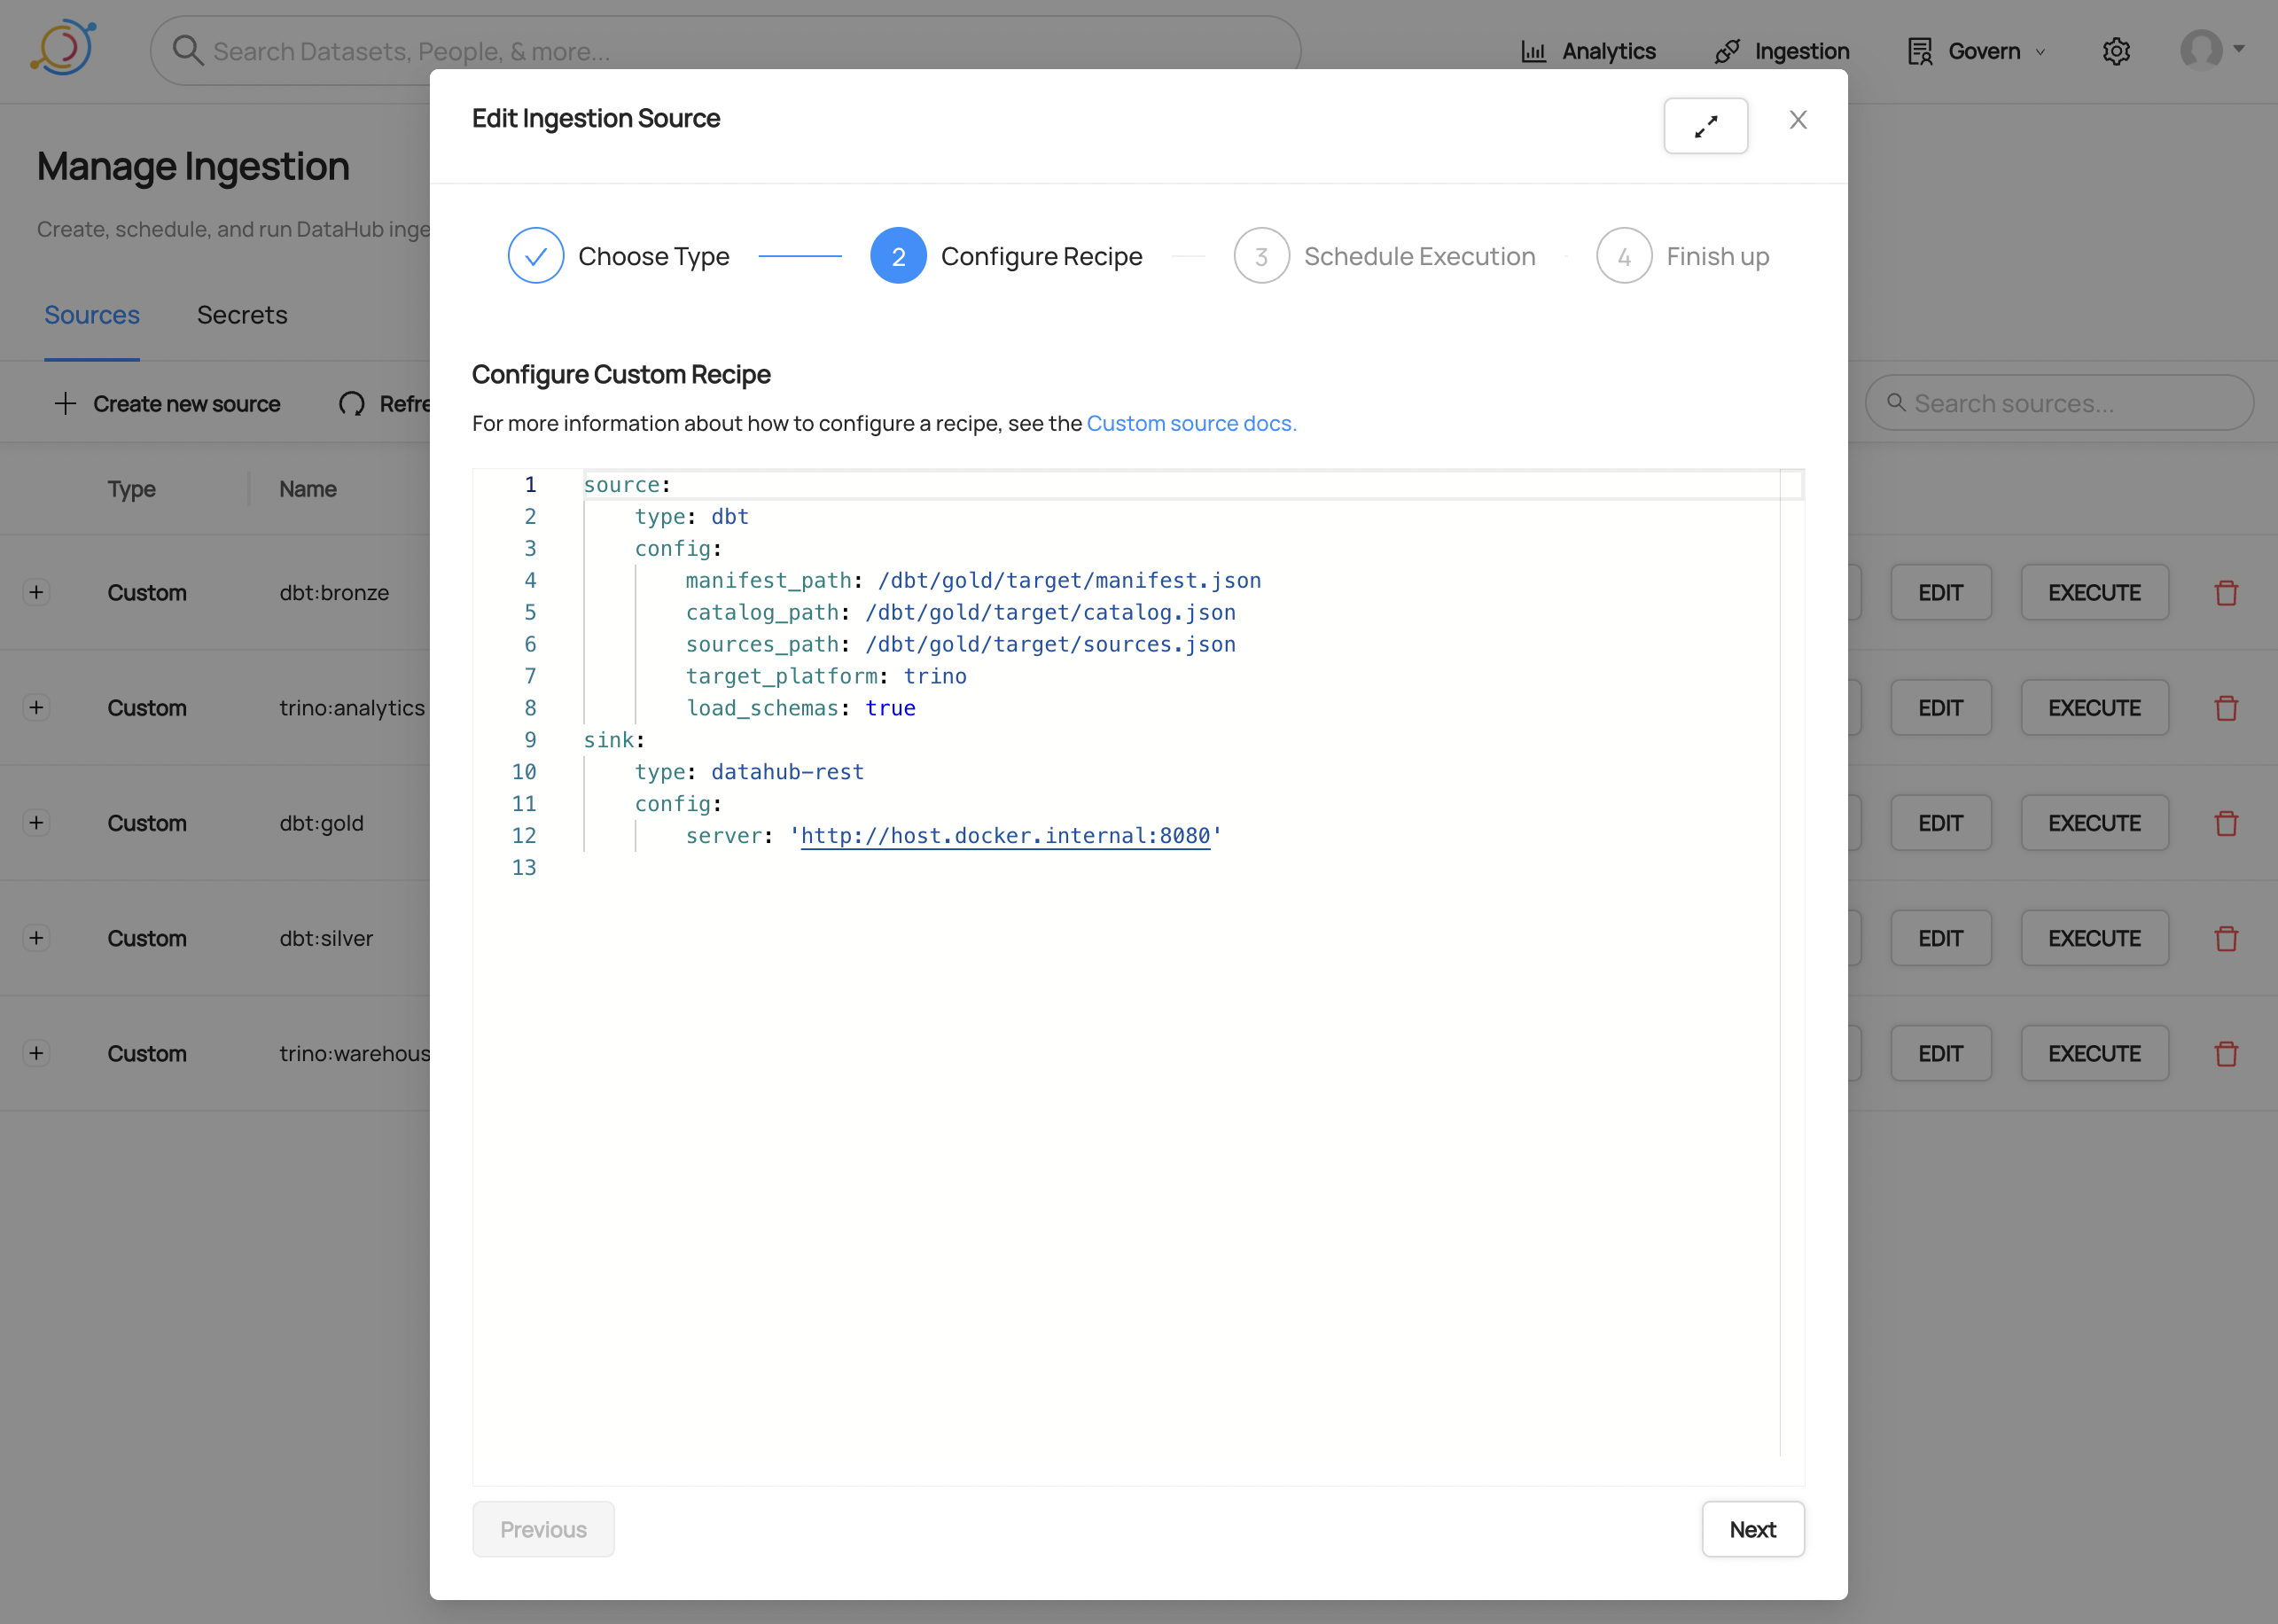 Search Datasets, People, & more...
Analytics
Ingestion
Govern
Manage Ingestion
Create, schedule, and run DataHub inge
Sources
Secrets
Create new source
Refre
Search sources...
Type
Name
Custom
dbt:bronze
EDIT
EXECUTE
Custom
trino:analytics
EDIT
EXECUTE
Custom
dbt:gold
EDIT
EXECUTE
Custom
dbt:silver
EDIT
EXECUTE
Custom
trino:warehous
EDIT
EXECUTE
Edit Ingestion Source
Choose Type
2 Configure Recipe
3 Schedule Execution
4 Finish up
Configure Custom Recipe
For more information about how to configure a recipe, see the Custom source docs.
1 source:
2     type: dbt
3     config:
4         manifest_path: /dbt/gold/target/manifest.json
5         catalog_path: /dbt/gold/target/catalog.json
6         sources_path: /dbt/gold/target/sources.json
7         target_platform: trino
8         load_schemas: true
9 sink:
10     type: datahub-rest
11     config:
12         server: 'http://host.docker.internal:8080'
13
Previous
Next